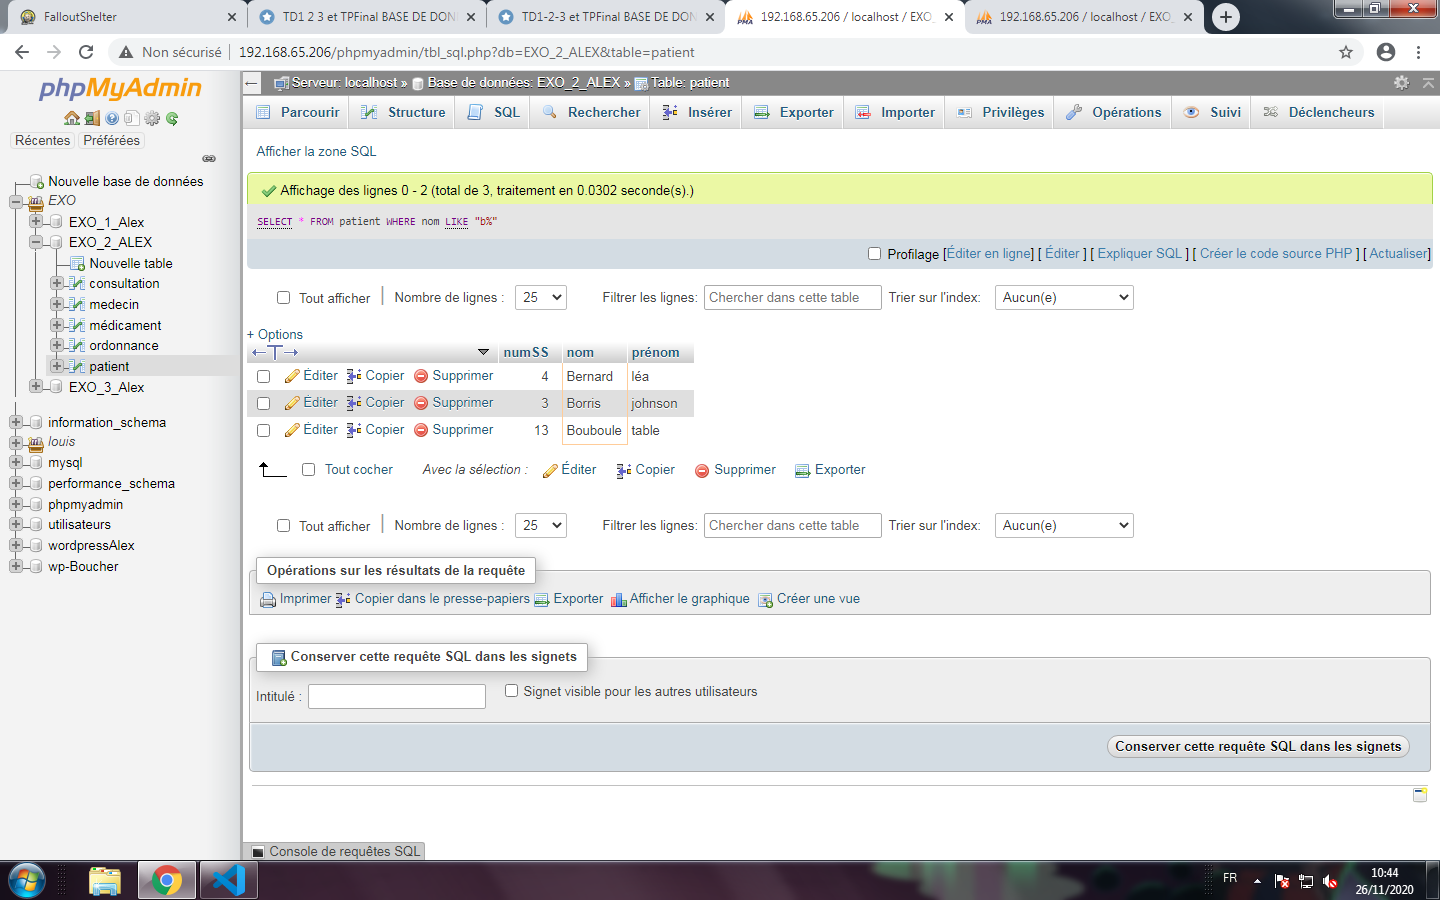 FalloutShelter
TD1 2 3 et TPFinal BASE DE DON
TD1-2-3 et TPFinal BASE DE DON
192.168.65.206 / localhost / EXO_
192.168.65.206 / localhost / EXO_
Non sécurisé
192.168.65.206/phpmyadmin/tbl_sql.php?db=EXO_2_ALEX&table=patient
phpMyAdmin
Récentes Préférées
Nouvelle base de données
EXO
EXO_1_Alex
EXO_2_ALEX
Nouvelle table
consultation
medecin
médicament
ordonnance
patient
EXO_3_Alex
information_schema
louis
mysql
performance_schema
phpmyadmin
utilisateurs
wordpressAlex
wp-Boucher
Serveur: localhost » Base de données: EXO_2_ALEX » Table: patient
Parcourir Structure SQL Rechercher Insérer Exporter Importer Privilèges Opérations Suivi Déclencheurs
Afficher la zone SQL
Affichage des lignes 0 - 2 (total de 3, traitement en 0.0302 seconde(s).)
SELECT * FROM patient WHERE nom LIKE "b%"
Profilage [Éditer en ligne] [ Éditer ] [ Expliquer SQL ] [ Créer le code source PHP ] [ Actualiser]
Tout afficher Nombre de lignes : 25 Filtrer les lignes: Chercher dans cette table Trier sur l'index: Aucun(e)
+ Options
numSS nom prénom
Éditer Copier Supprimer 4 Bernard léa
Éditer Copier Supprimer 3 Borris johnson
Éditer Copier Supprimer 13 Bouboule table
Tout cocher Avec la sélection : Éditer Copier Supprimer Exporter
Tout afficher Nombre de lignes : 25 Filtrer les lignes: Chercher dans cette table Trier sur l'index: Aucun(e)
Opérations sur les résultats de la requête
Imprimer Copier dans le presse-papiers Exporter Afficher le graphique Créer une vue
Conserver cette requête SQL dans les signets
Intitulé : Signet visible pour les autres utilisateurs
Conserver cette requête SQL dans les signets
Console de requêtes SQL
FR
10:44
26/11/2020